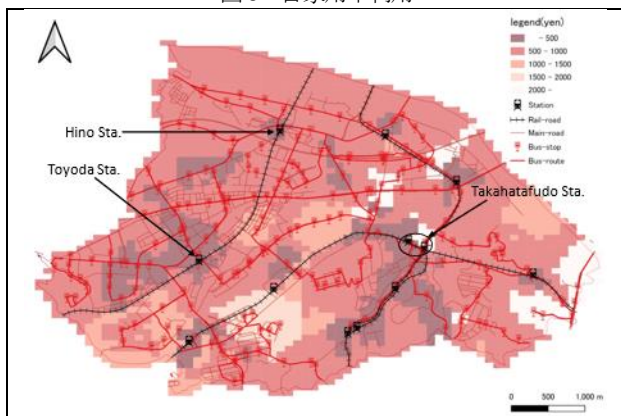 legend(yen)
- 500
500 - 1000
1000 - 1500
1500 - 2000
2000 -
Station
Rail-road
Main-road
Bus-stop
Bus-route
Hino Sta.
Toyoda Sta.
Takahatafudo Sta.
0 500 1,000 m